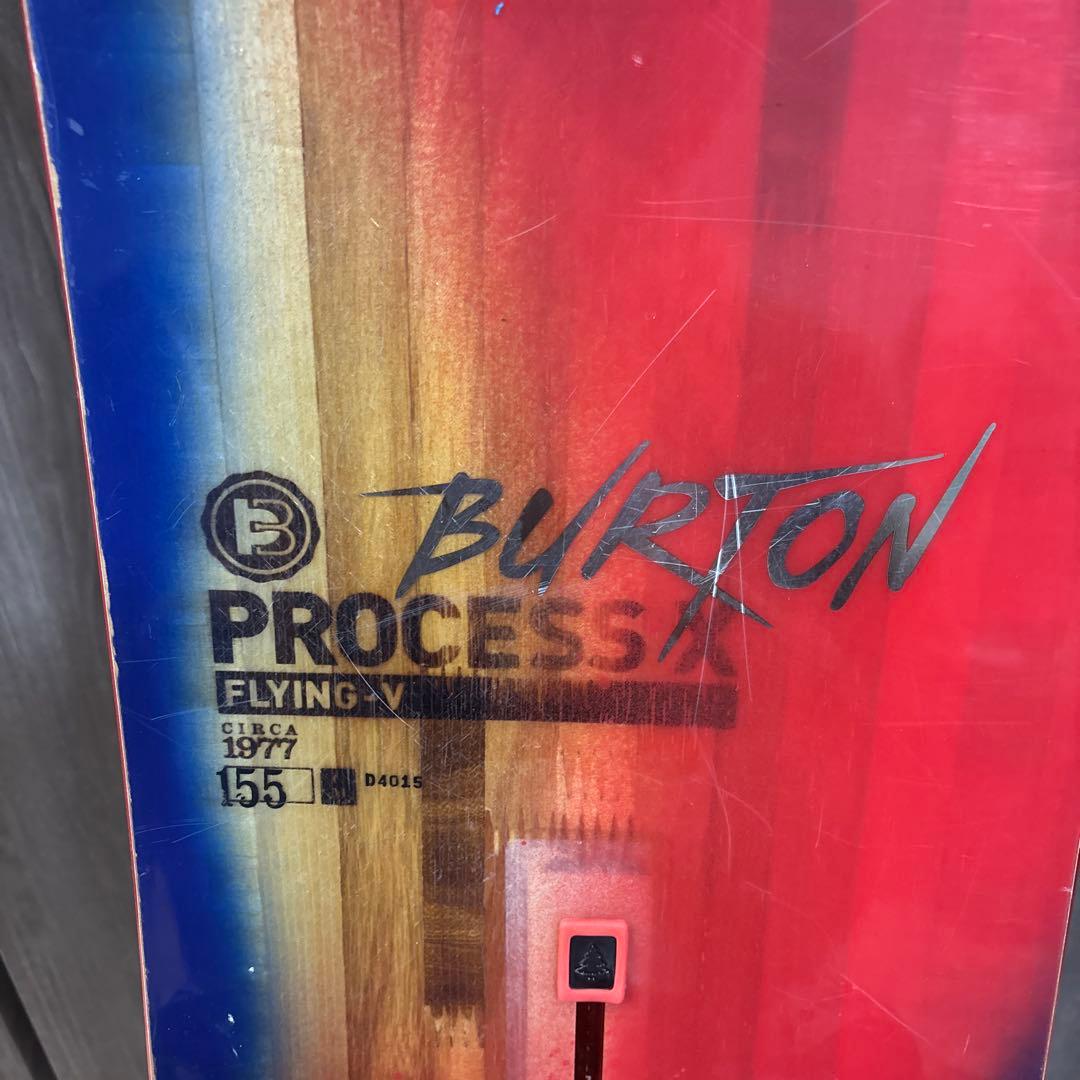 BURTON
B
PROCESS X
FLYING-V
CIRCA
1977
155 D4015